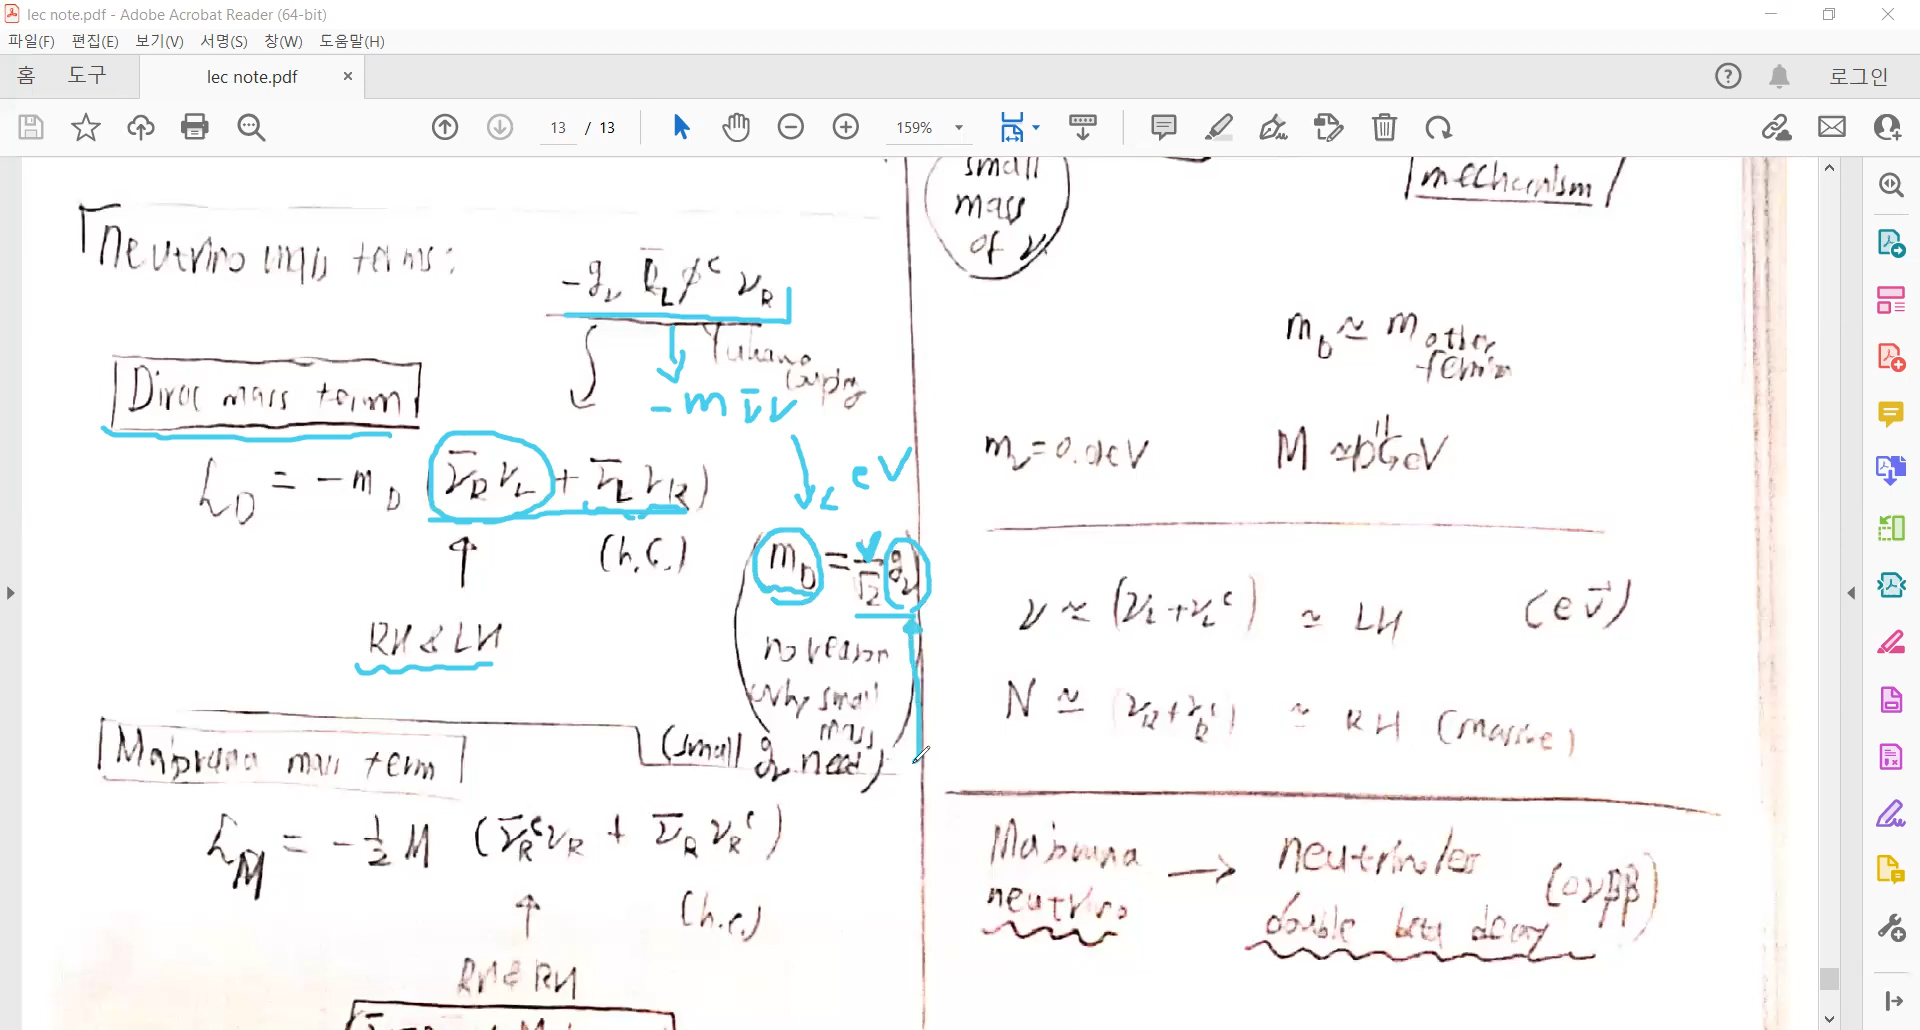 lec note.pdf - Adobe Acrobat Reader (64-bit)
파일(F) 편집(E) 보기(V) 서명(S) 창(W) 도움말(H)
홈 도구 lec note.pdf × 로그인
13 / 13 159%
neutrino mass terms:
-g_ν L̄_L ϕ^c ν_R
Yukawa
coupling
-m ν̄ν
Dirac mass term
L_D = -m_D (ν̄_R ν_L + ν̄_L ν_R)
(h.c.)
RH & LH
< eV
m_D = v/√2 g_ν
no reason
why small
mass
(small g_ν need)
Majorana mass term
L_M = -1/2 M (ν̄_R^c ν_R + ν̄_R ν_R^c)
(h.c.)
RH & RH
small
mass
of ν
mechanism
m_D ≃ m_other
fermion
m_ν = 0.01eV M ≃ 10^11 GeV
ν ≃ (ν_L + ν_L^c) ≃ LH (eV)
N ≃ (ν_R + ν_R^c) ≃ RH (massive)
Majorana → neutrinoless (0νββ)
neutrino double beta decay